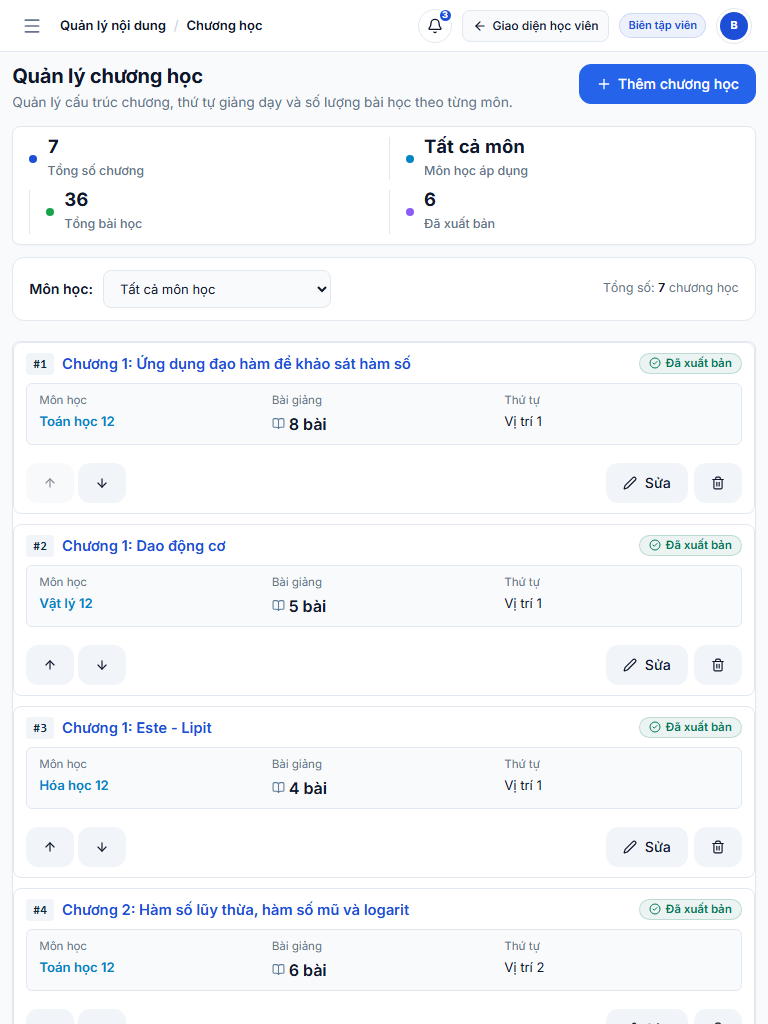 Quản lý nội dung / Chương học
3
Giao diện học viên
Biên tập viên
B
Quản lý chương học
Quản lý cấu trúc chương, thứ tự giảng dạy và số lượng bài học theo từng môn.
Thêm chương học
7
Tổng số chương
Tất cả môn
Môn học áp dụng
36
Tổng bài học
6
Đã xuất bản
Môn học:
Tất cả môn học
Tổng số: 7 chương học
#1 Chương 1: Ứng dụng đạo hàm để khảo sát hàm số
Đã xuất bản
Môn học
Bài giảng
Thứ tự
Toán học 12
8 bài
Vị trí 1
Sửa
#2 Chương 1: Dao động cơ
Đã xuất bản
Môn học
Bài giảng
Thứ tự
Vật lý 12
5 bài
Vị trí 1
Sửa
#3 Chương 1: Este - Lipit
Đã xuất bản
Môn học
Bài giảng
Thứ tự
Hóa học 12
4 bài
Vị trí 1
Sửa
#4 Chương 2: Hàm số lũy thừa, hàm số mũ và logarit
Đã xuất bản
Môn học
Bài giảng
Thứ tự
Toán học 12
6 bài
Vị trí 2